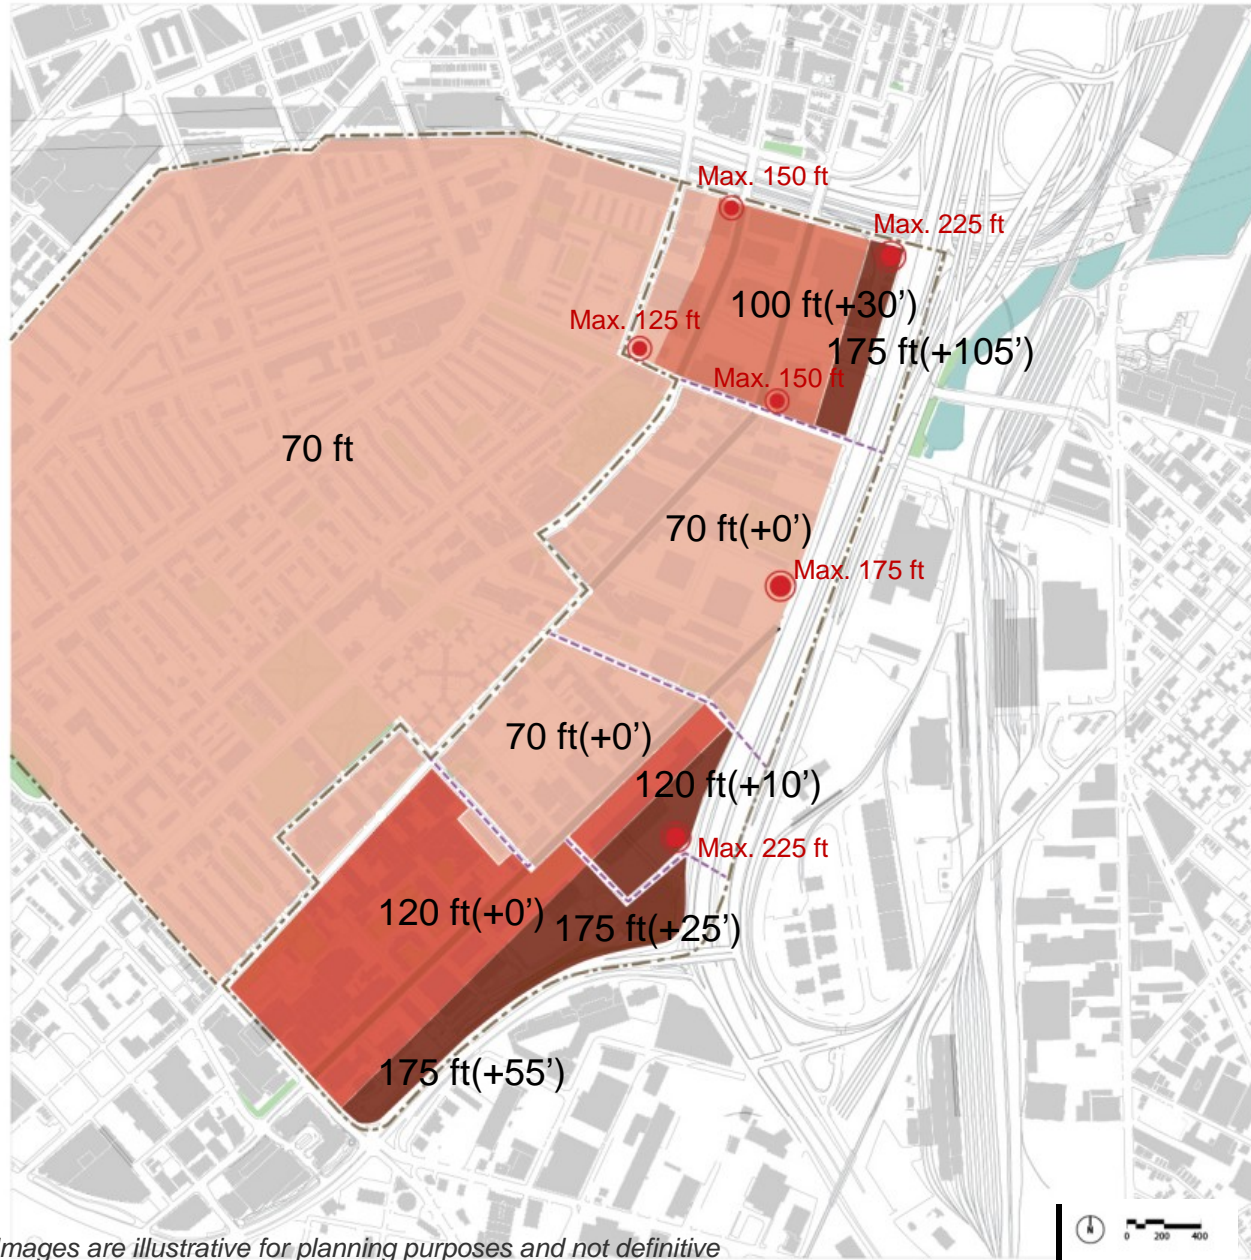 Max. 150 ft
Max. 225 ft
100 ft(+30’)
Max. 125 ft
175 ft(+105’)
Max. 150 ft
70 ft
70 ft(+0’)
Max. 175 ft
70 ft(+0’)
120 ft(+10’)
Max. 225 ft
120 ft(+0’)
175 ft(+25’)
175 ft(+55’)
N
0 200 400
mages are illustrative for planning purposes and not definitive